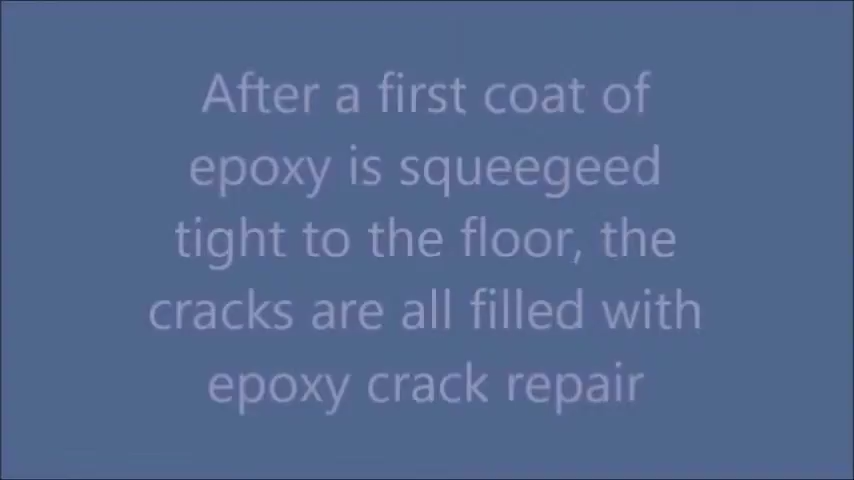 After a first coat of
epoxy is squeegeed
tight to the floor, the
cracks are all filled with
epoxy crack repair